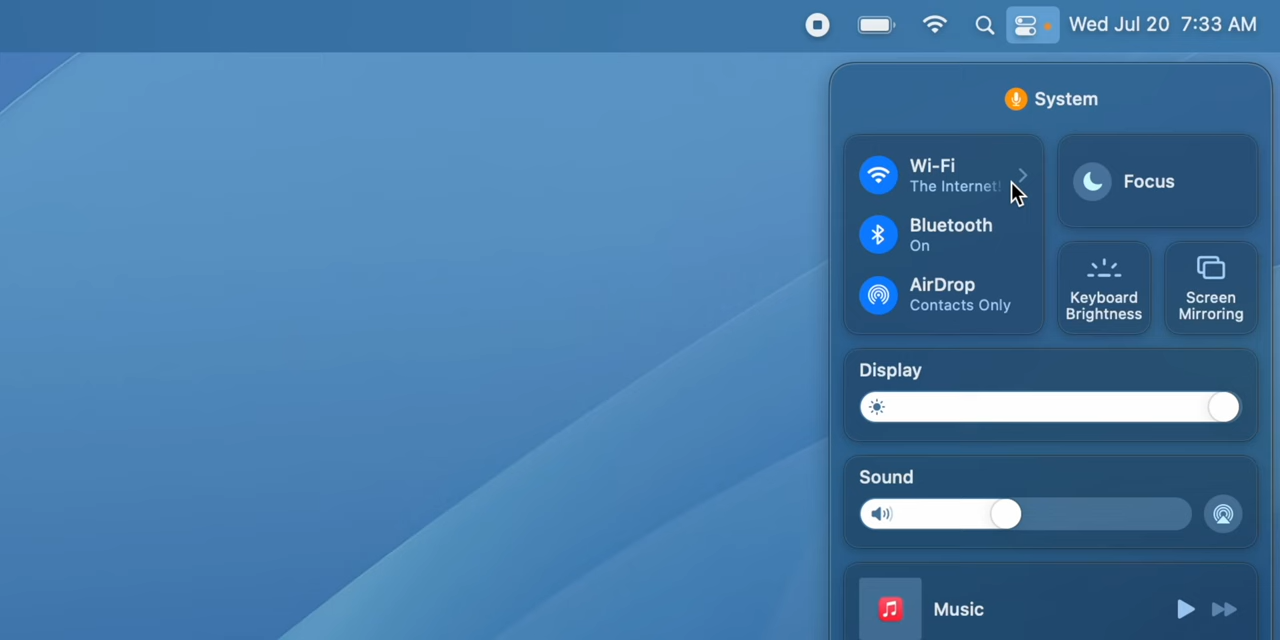 Wed Jul 20 7:33 AM
System
Wi-Fi
The Internet!
Focus
Bluetooth
On
AirDrop
Contacts Only
Keyboard
Brightness
Screen
Mirroring
Display
Sound
Music